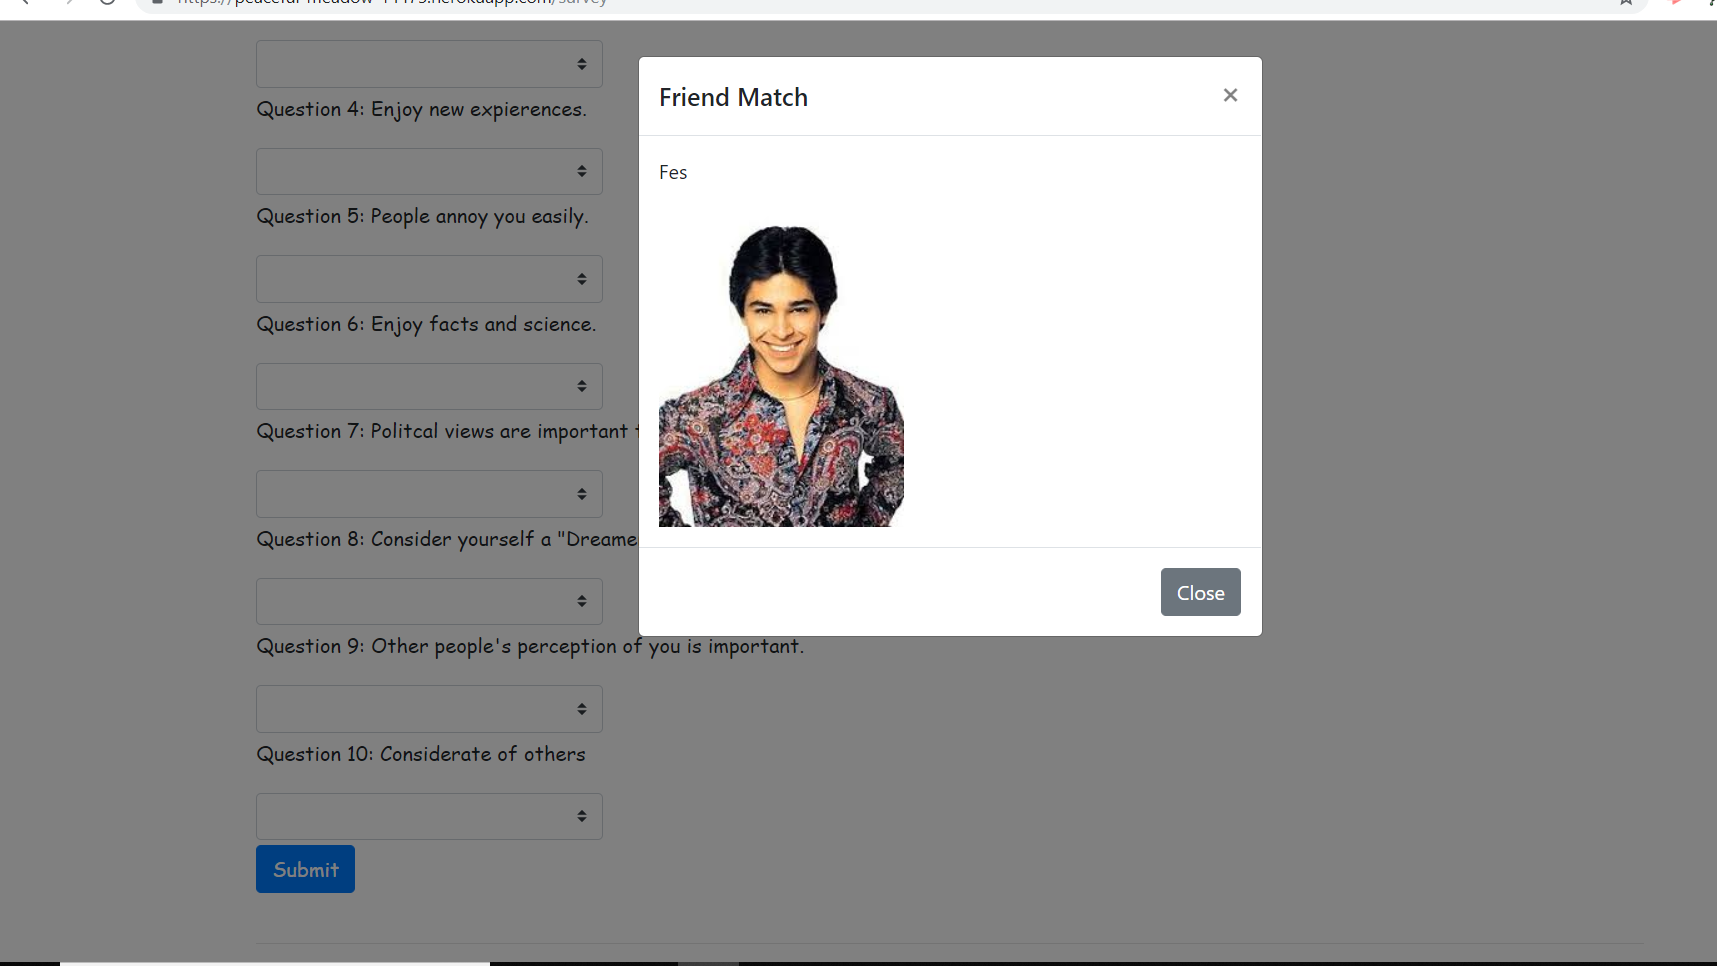 Friend Match
×
Fes
Close
Question 4: Enjoy new expierences.
Question 5: People annoy you easily.
Question 6: Enjoy facts and science.
Question 7: Politcal views are important
Question 8: Consider yourself a "Dreame
Question 9: Other people's perception of you is important.
Question 10: Considerate of others
Submit